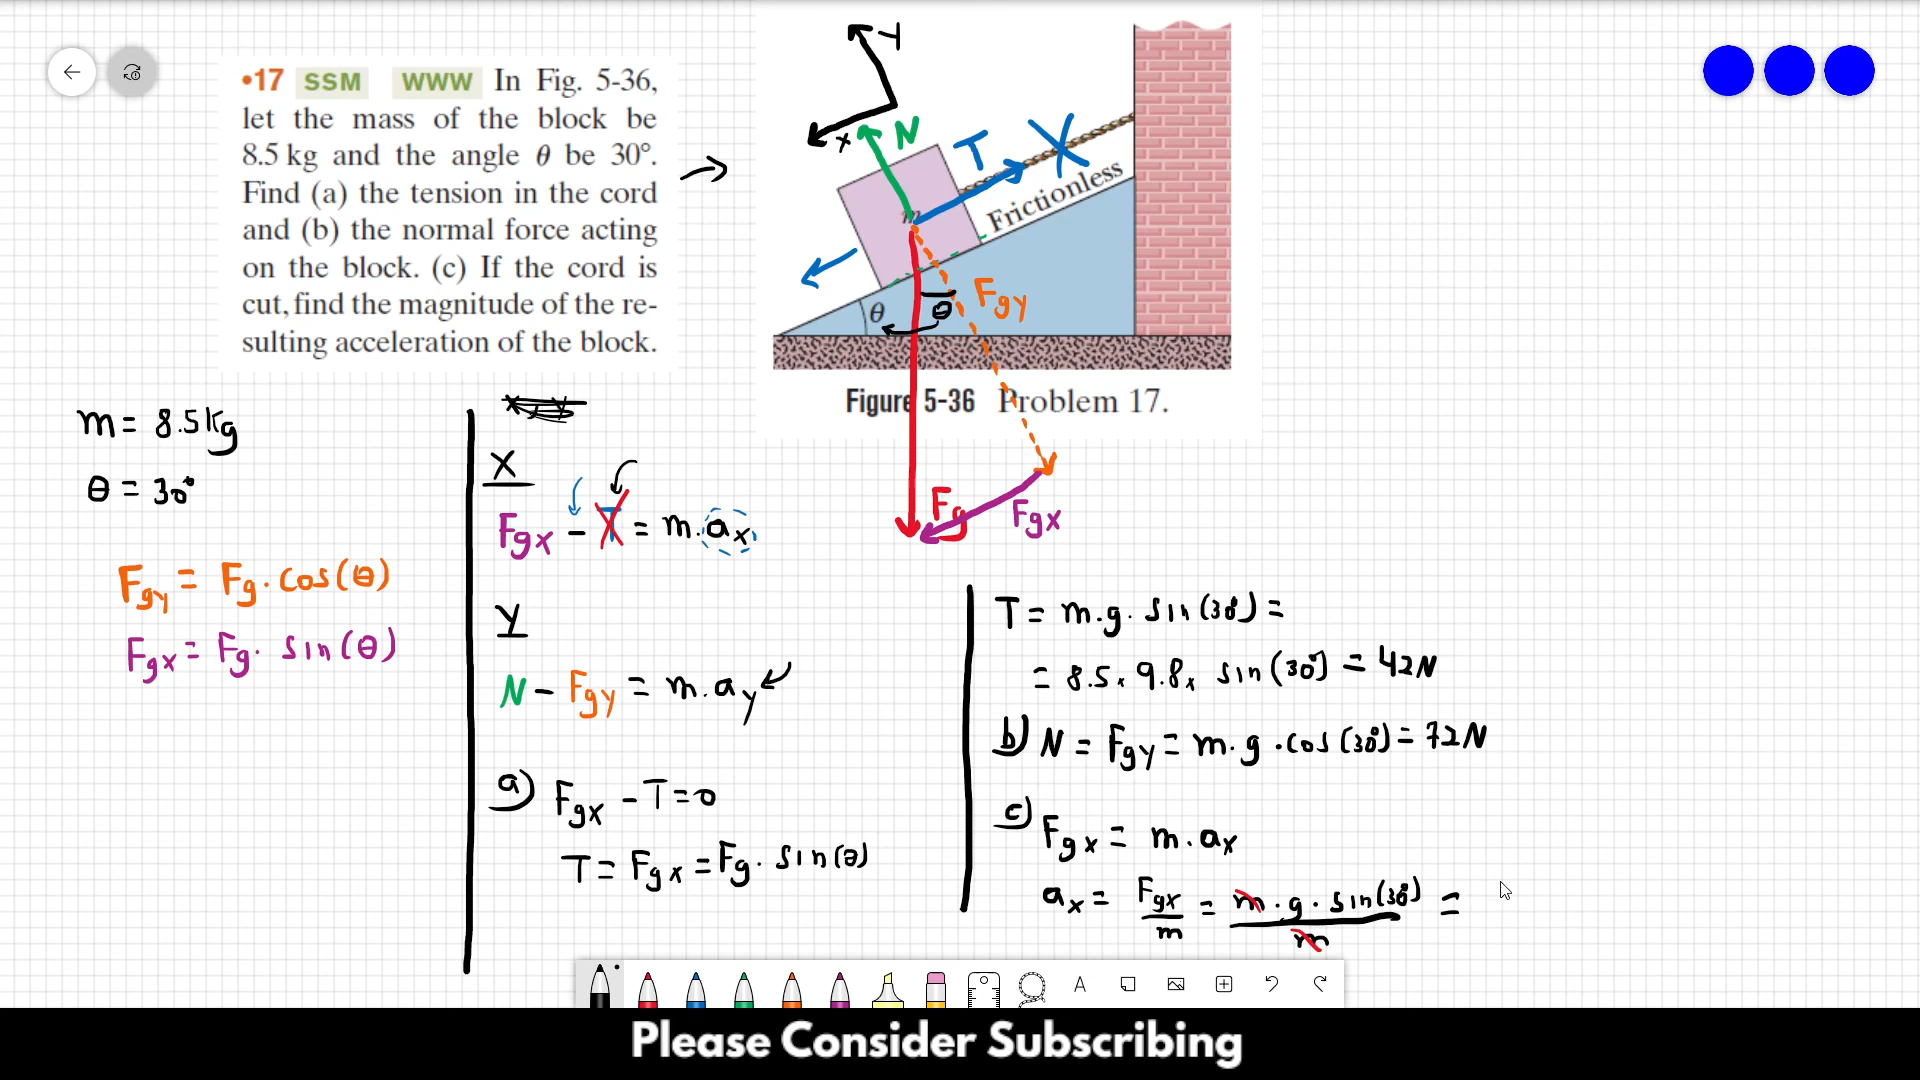 •17 SSM WWW In Fig. 5-36,
let the mass of the block be
8.5 kg and the angle θ be 30°.
Find (a) the tension in the cord
and (b) the normal force acting
on the block. (c) If the cord is
cut, find the magnitude of the re-
sulting acceleration of the block.
Y
x
N
T
X
m
Frictionless
θ
θ
Fgy
Fg
Fgx
Figure 5-36 Problem 17.
m = 8.5 kg
θ = 30°
Fgy = Fg · cos(θ)
Fgx = Fg · sin(θ)
X
Fgx - T = m · ax
Y
N - Fgy = m · ay
a) Fgx - T = 0
T = Fgx = Fg · sin(θ)
T = m·g· sin(30°) =
= 8.5 × 9.8 × sin(30°) = 42N
b) N = Fgy = m·g·cos(30°) = 72N
c) Fgx = m·ax
ax = Fgx/m = m·g·sin(30°)/m =
A
Please Consider Subscribing